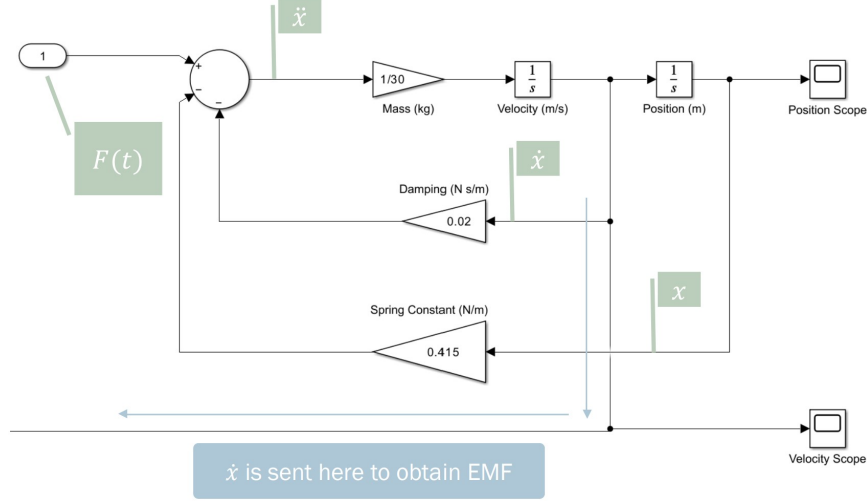 ẍ
1
+
−
−
1/30
Mass (kg)
1
s
Velocity (m/s)
1
s
Position (m)
Position Scope
F(t)
ẋ
Damping (N s/m)
0.02
x
Spring Constant (N/m)
0.415
ẋ is sent here to obtain EMF
Velocity Scope